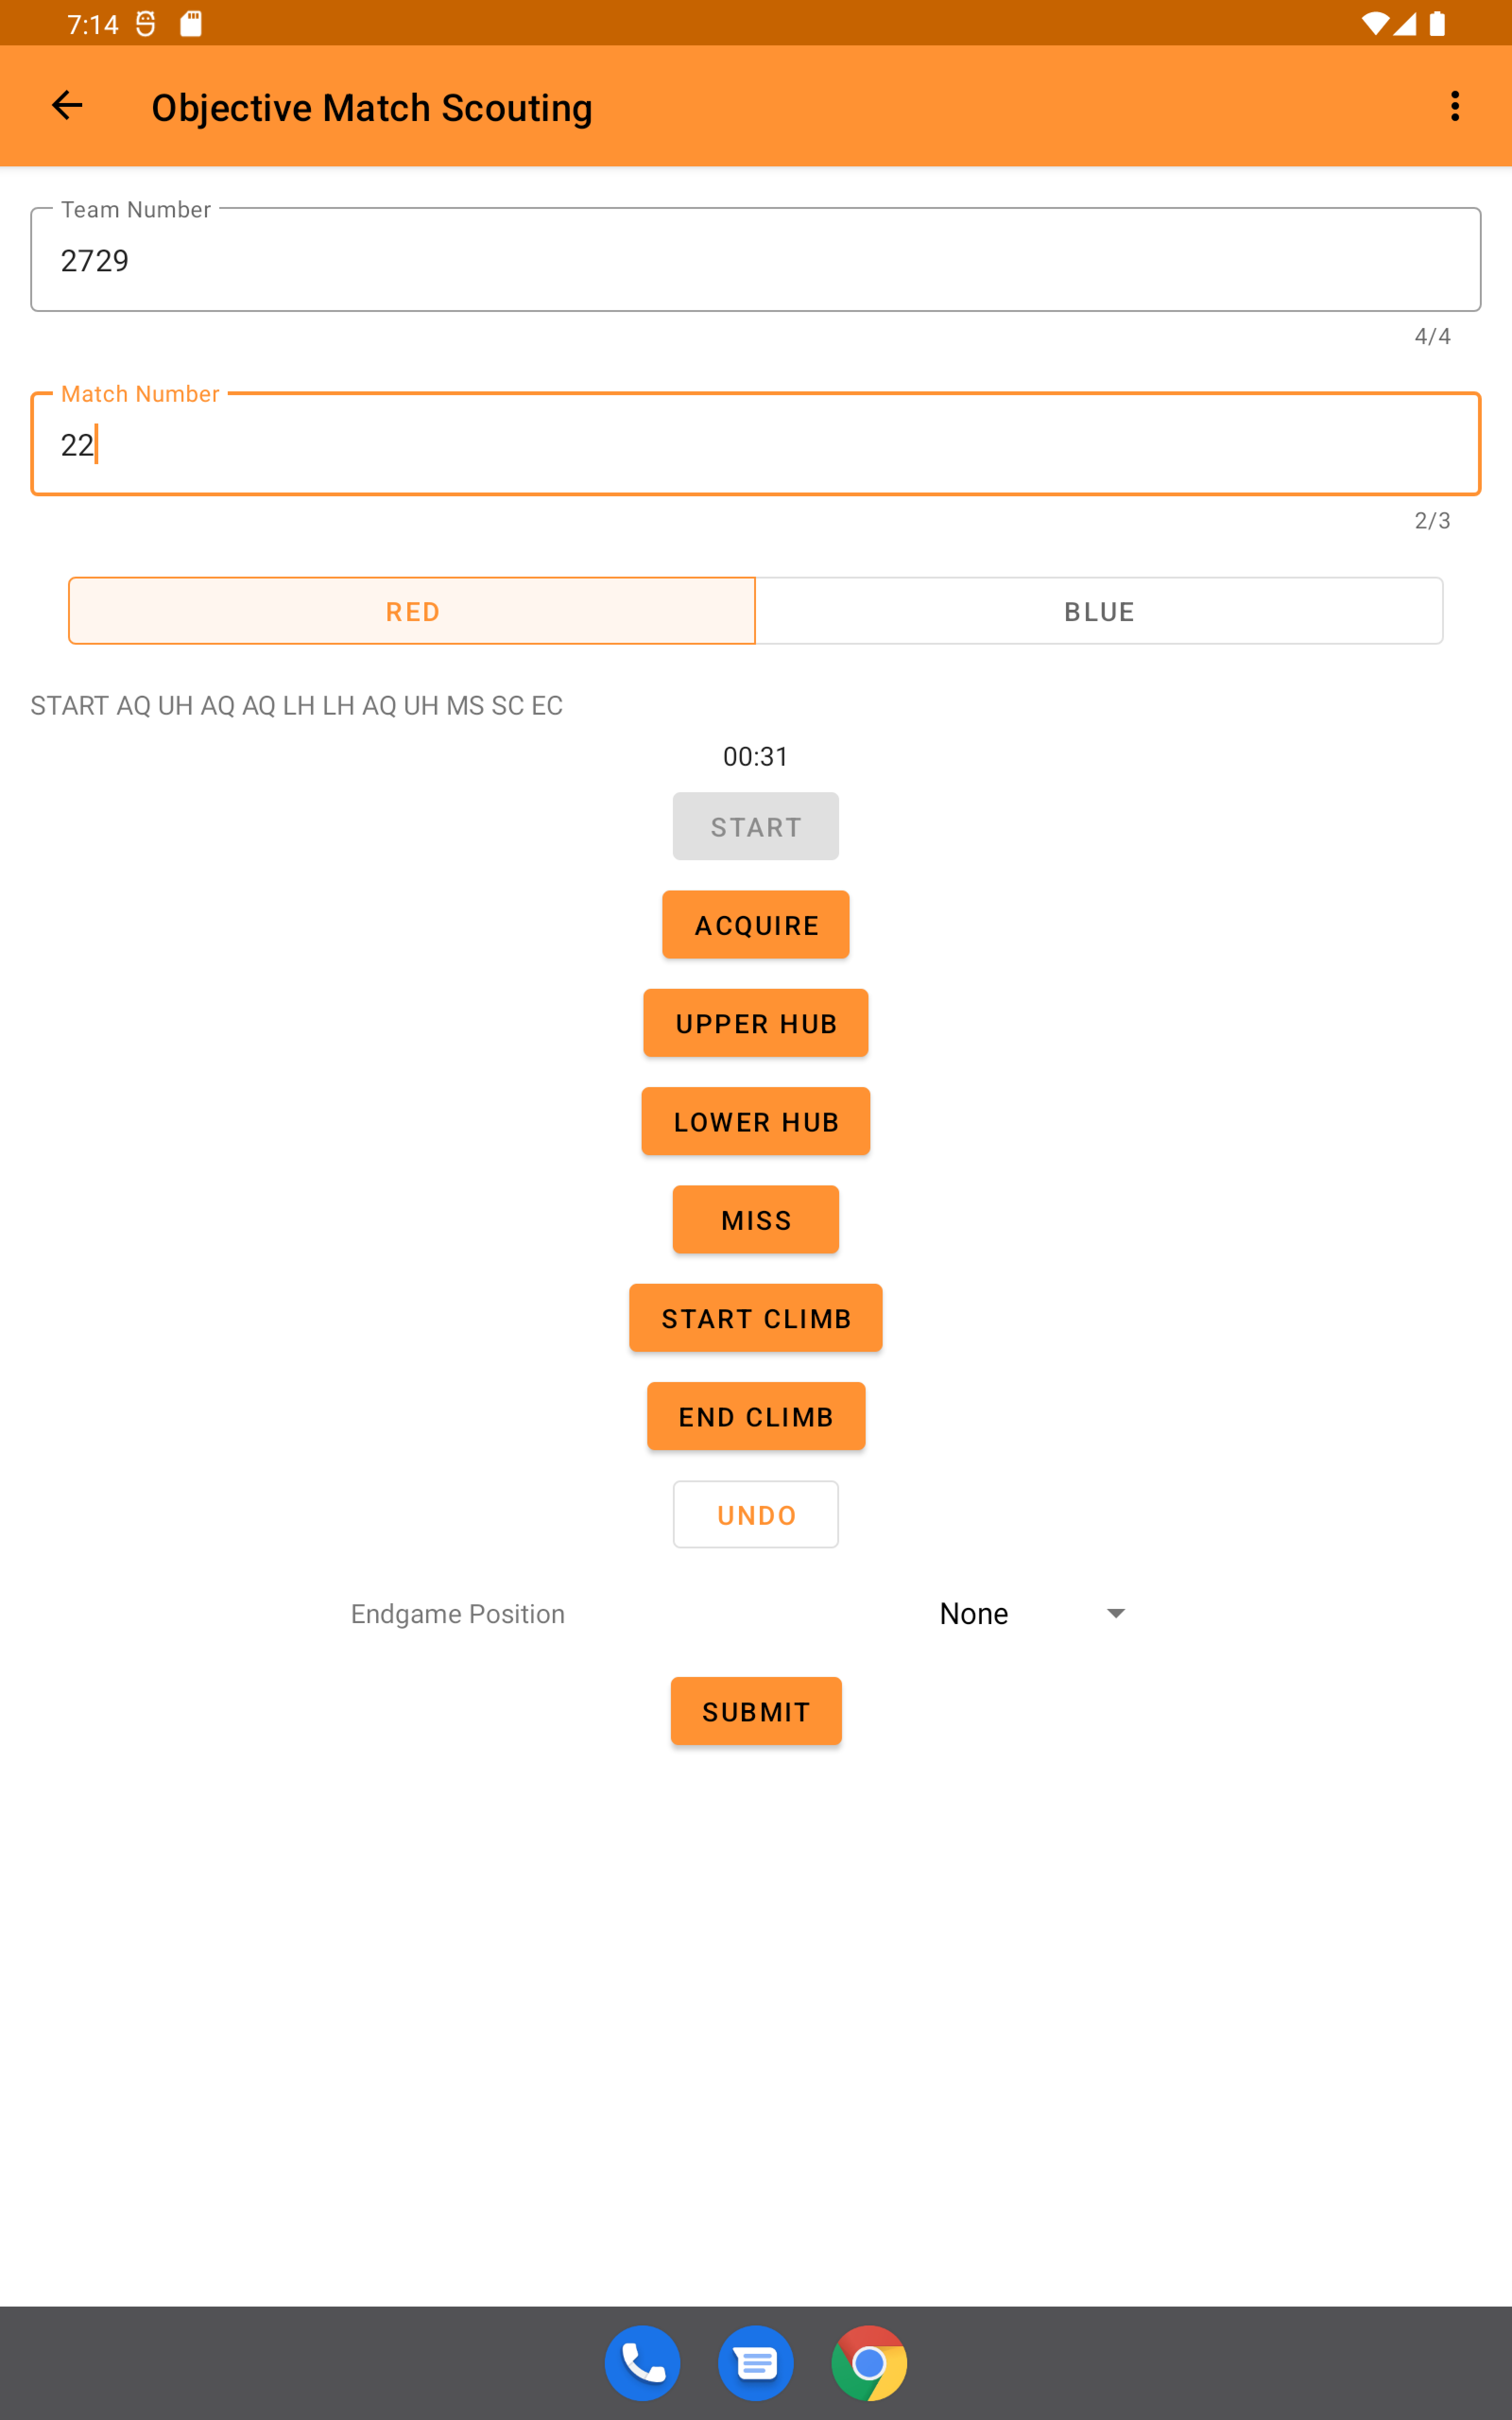 7:14
Objective Match Scouting
Team Number
2729
4/4
Match Number
22
2/3
RED BLUE
START AQ UH AQ AQ LH LH AQ UH MS SC EC
00:31
START
ACQUIRE
UPPER HUB
LOWER HUB
MISS
START CLIMB
END CLIMB
UNDO
Endgame Position None
SUBMIT